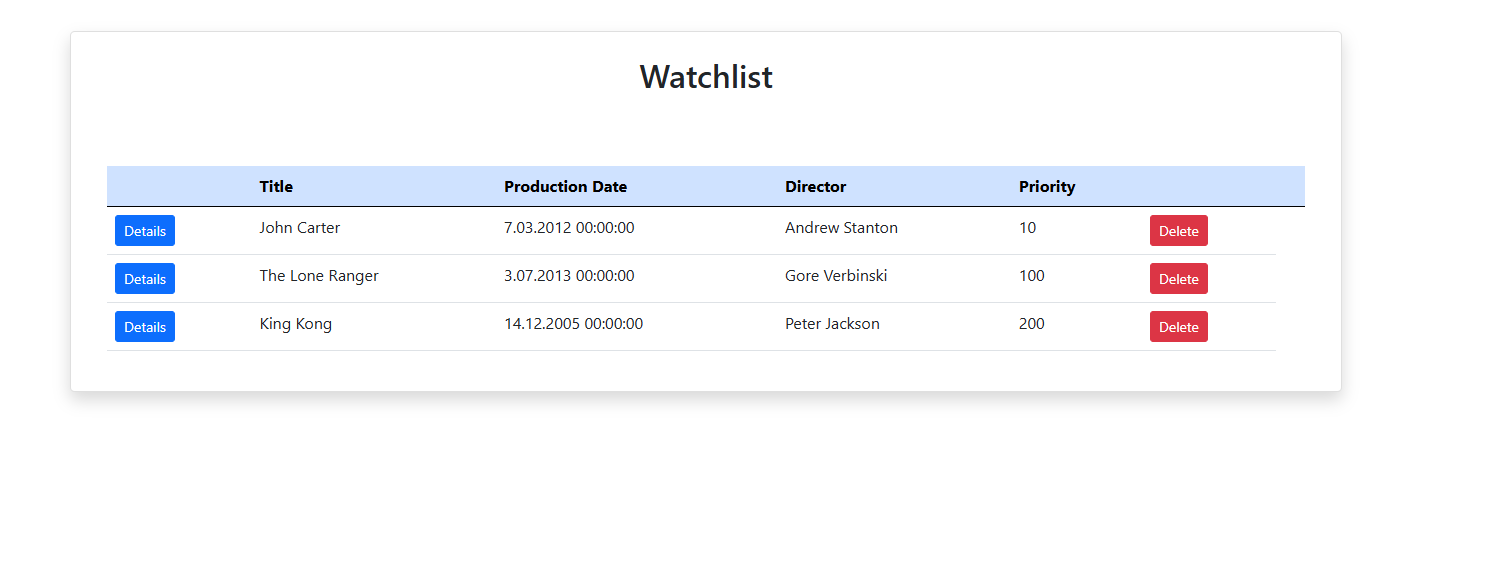 Watchlist
Title Production Date Director Priority
Details John Carter 7.03.2012 00:00:00 Andrew Stanton 10 Delete
Details The Lone Ranger 3.07.2013 00:00:00 Gore Verbinski 100 Delete
Details King Kong 14.12.2005 00:00:00 Peter Jackson 200 Delete